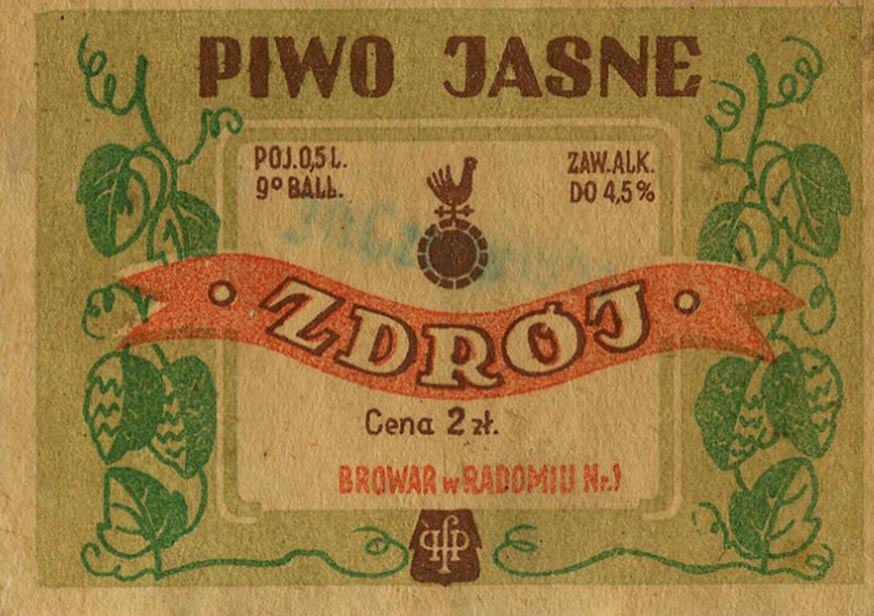 PIWO JASNE
POJ.0,5 L.
9° BALL.
ZAW.ALK.
DO 4,5%
ZDRÓJ
Cena 2 zł.
BROWAR w RADOMIU Nr.1